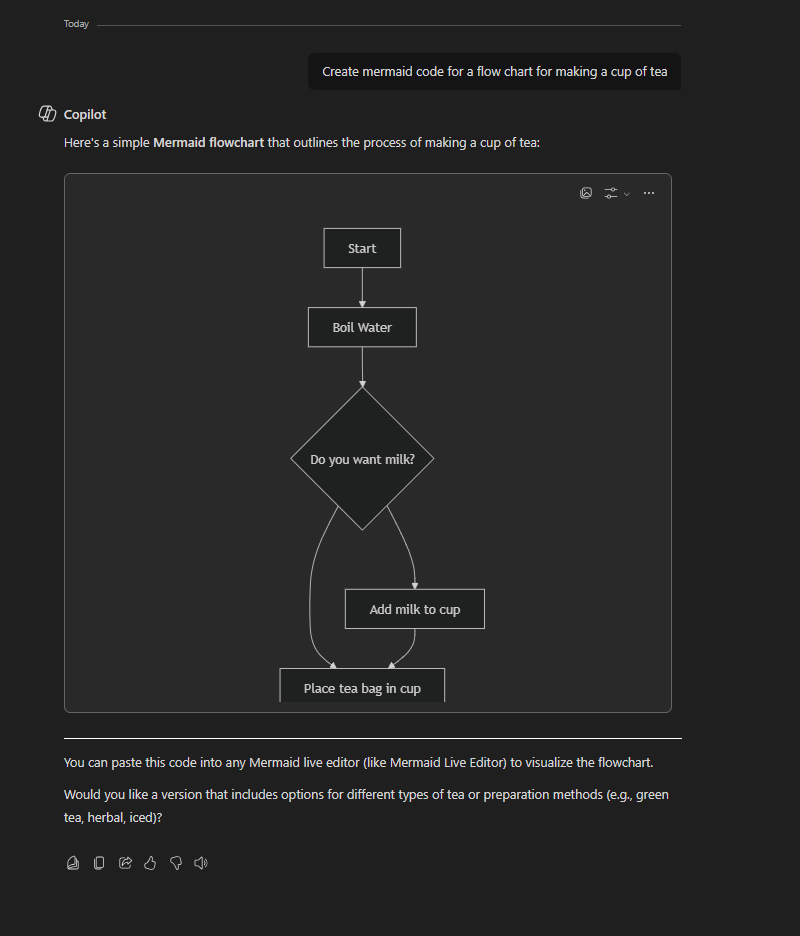 Today
Create mermaid code for a flow chart for making a cup of tea
Copilot
Here's a simple Mermaid flowchart that outlines the process of making a cup of tea:
Start
Boil Water
Do you want milk?
Add milk to cup
Place tea bag in cup
You can paste this code into any Mermaid live editor (like Mermaid Live Editor) to visualize the flowchart.
Would you like a version that includes options for different types of tea or preparation methods (e.g., green
tea, herbal, iced)?